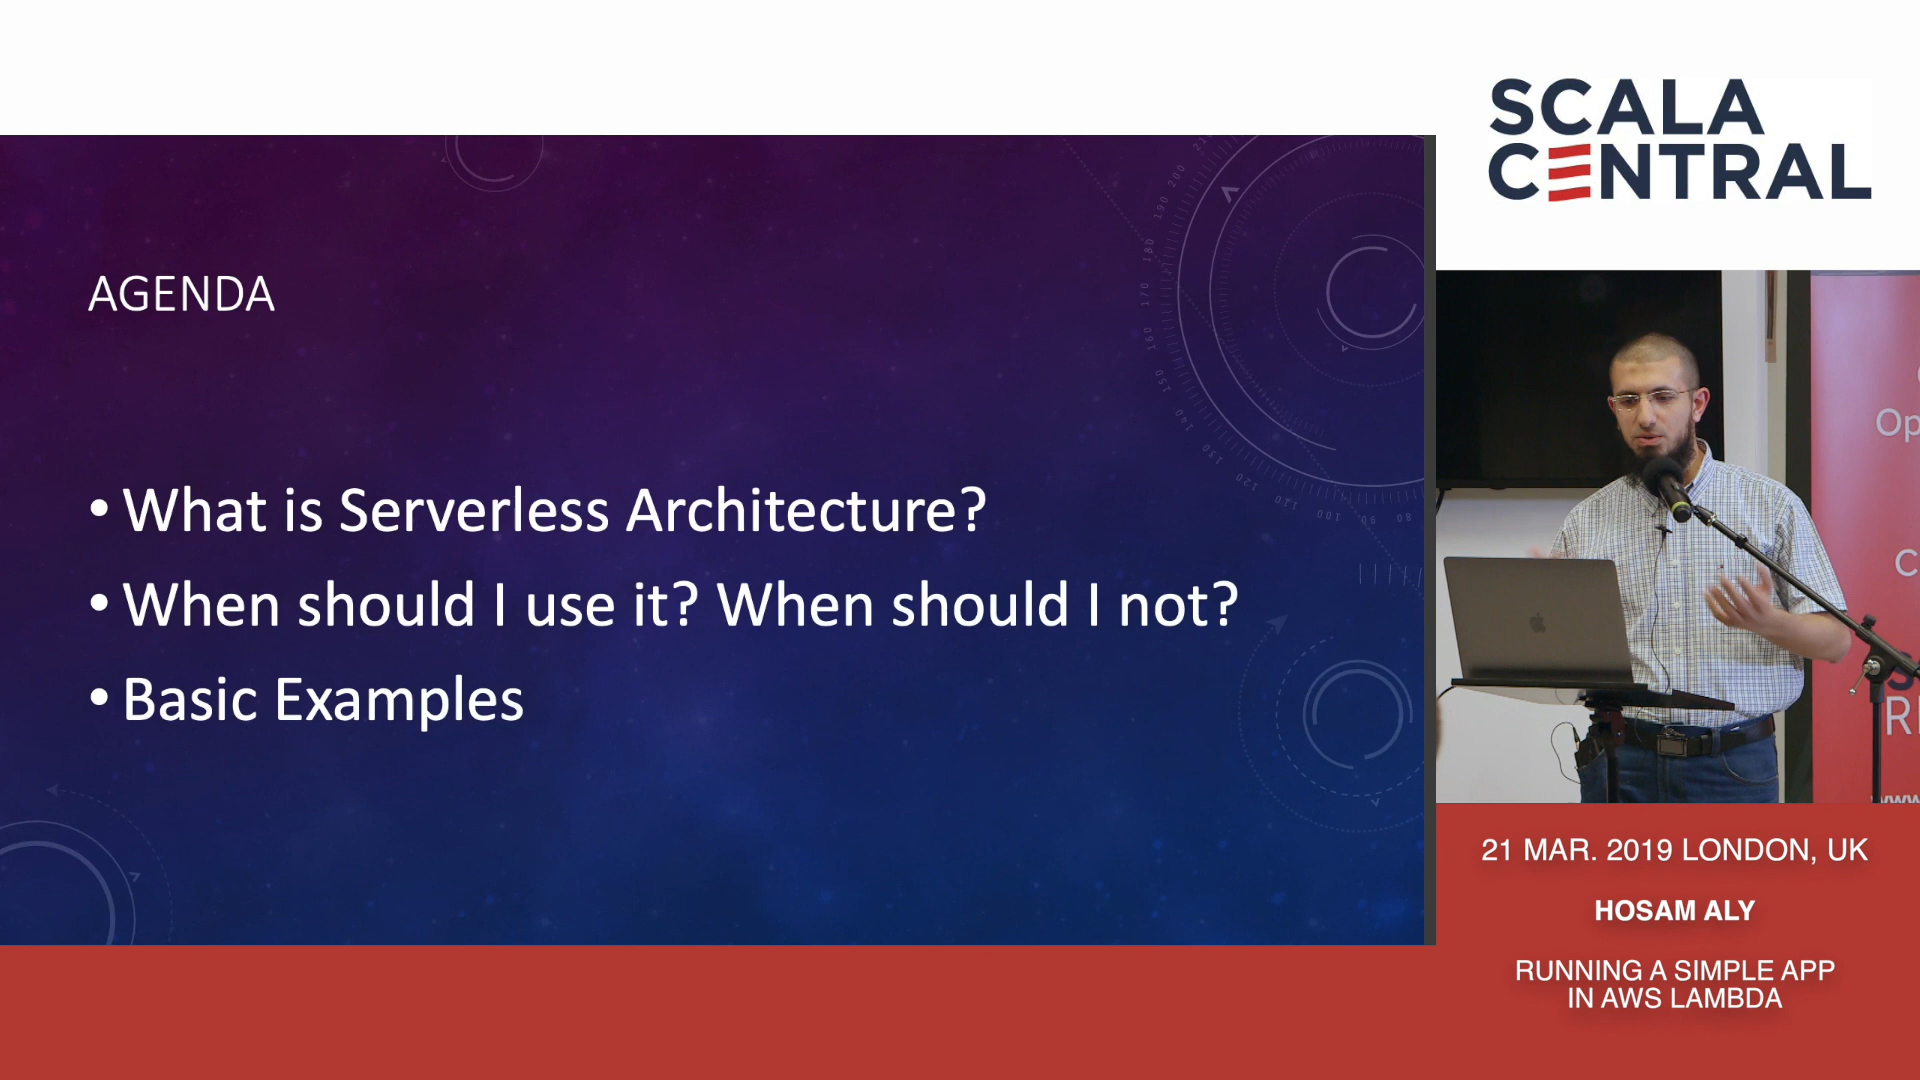 SCALA
CENTRAL
AGENDA
• What is Serverless Architecture?
• When should I use it? When should I not?
• Basic Examples
21 MAR. 2019 LONDON, UK
HOSAM ALY
RUNNING A SIMPLE APP
IN AWS LAMBDA